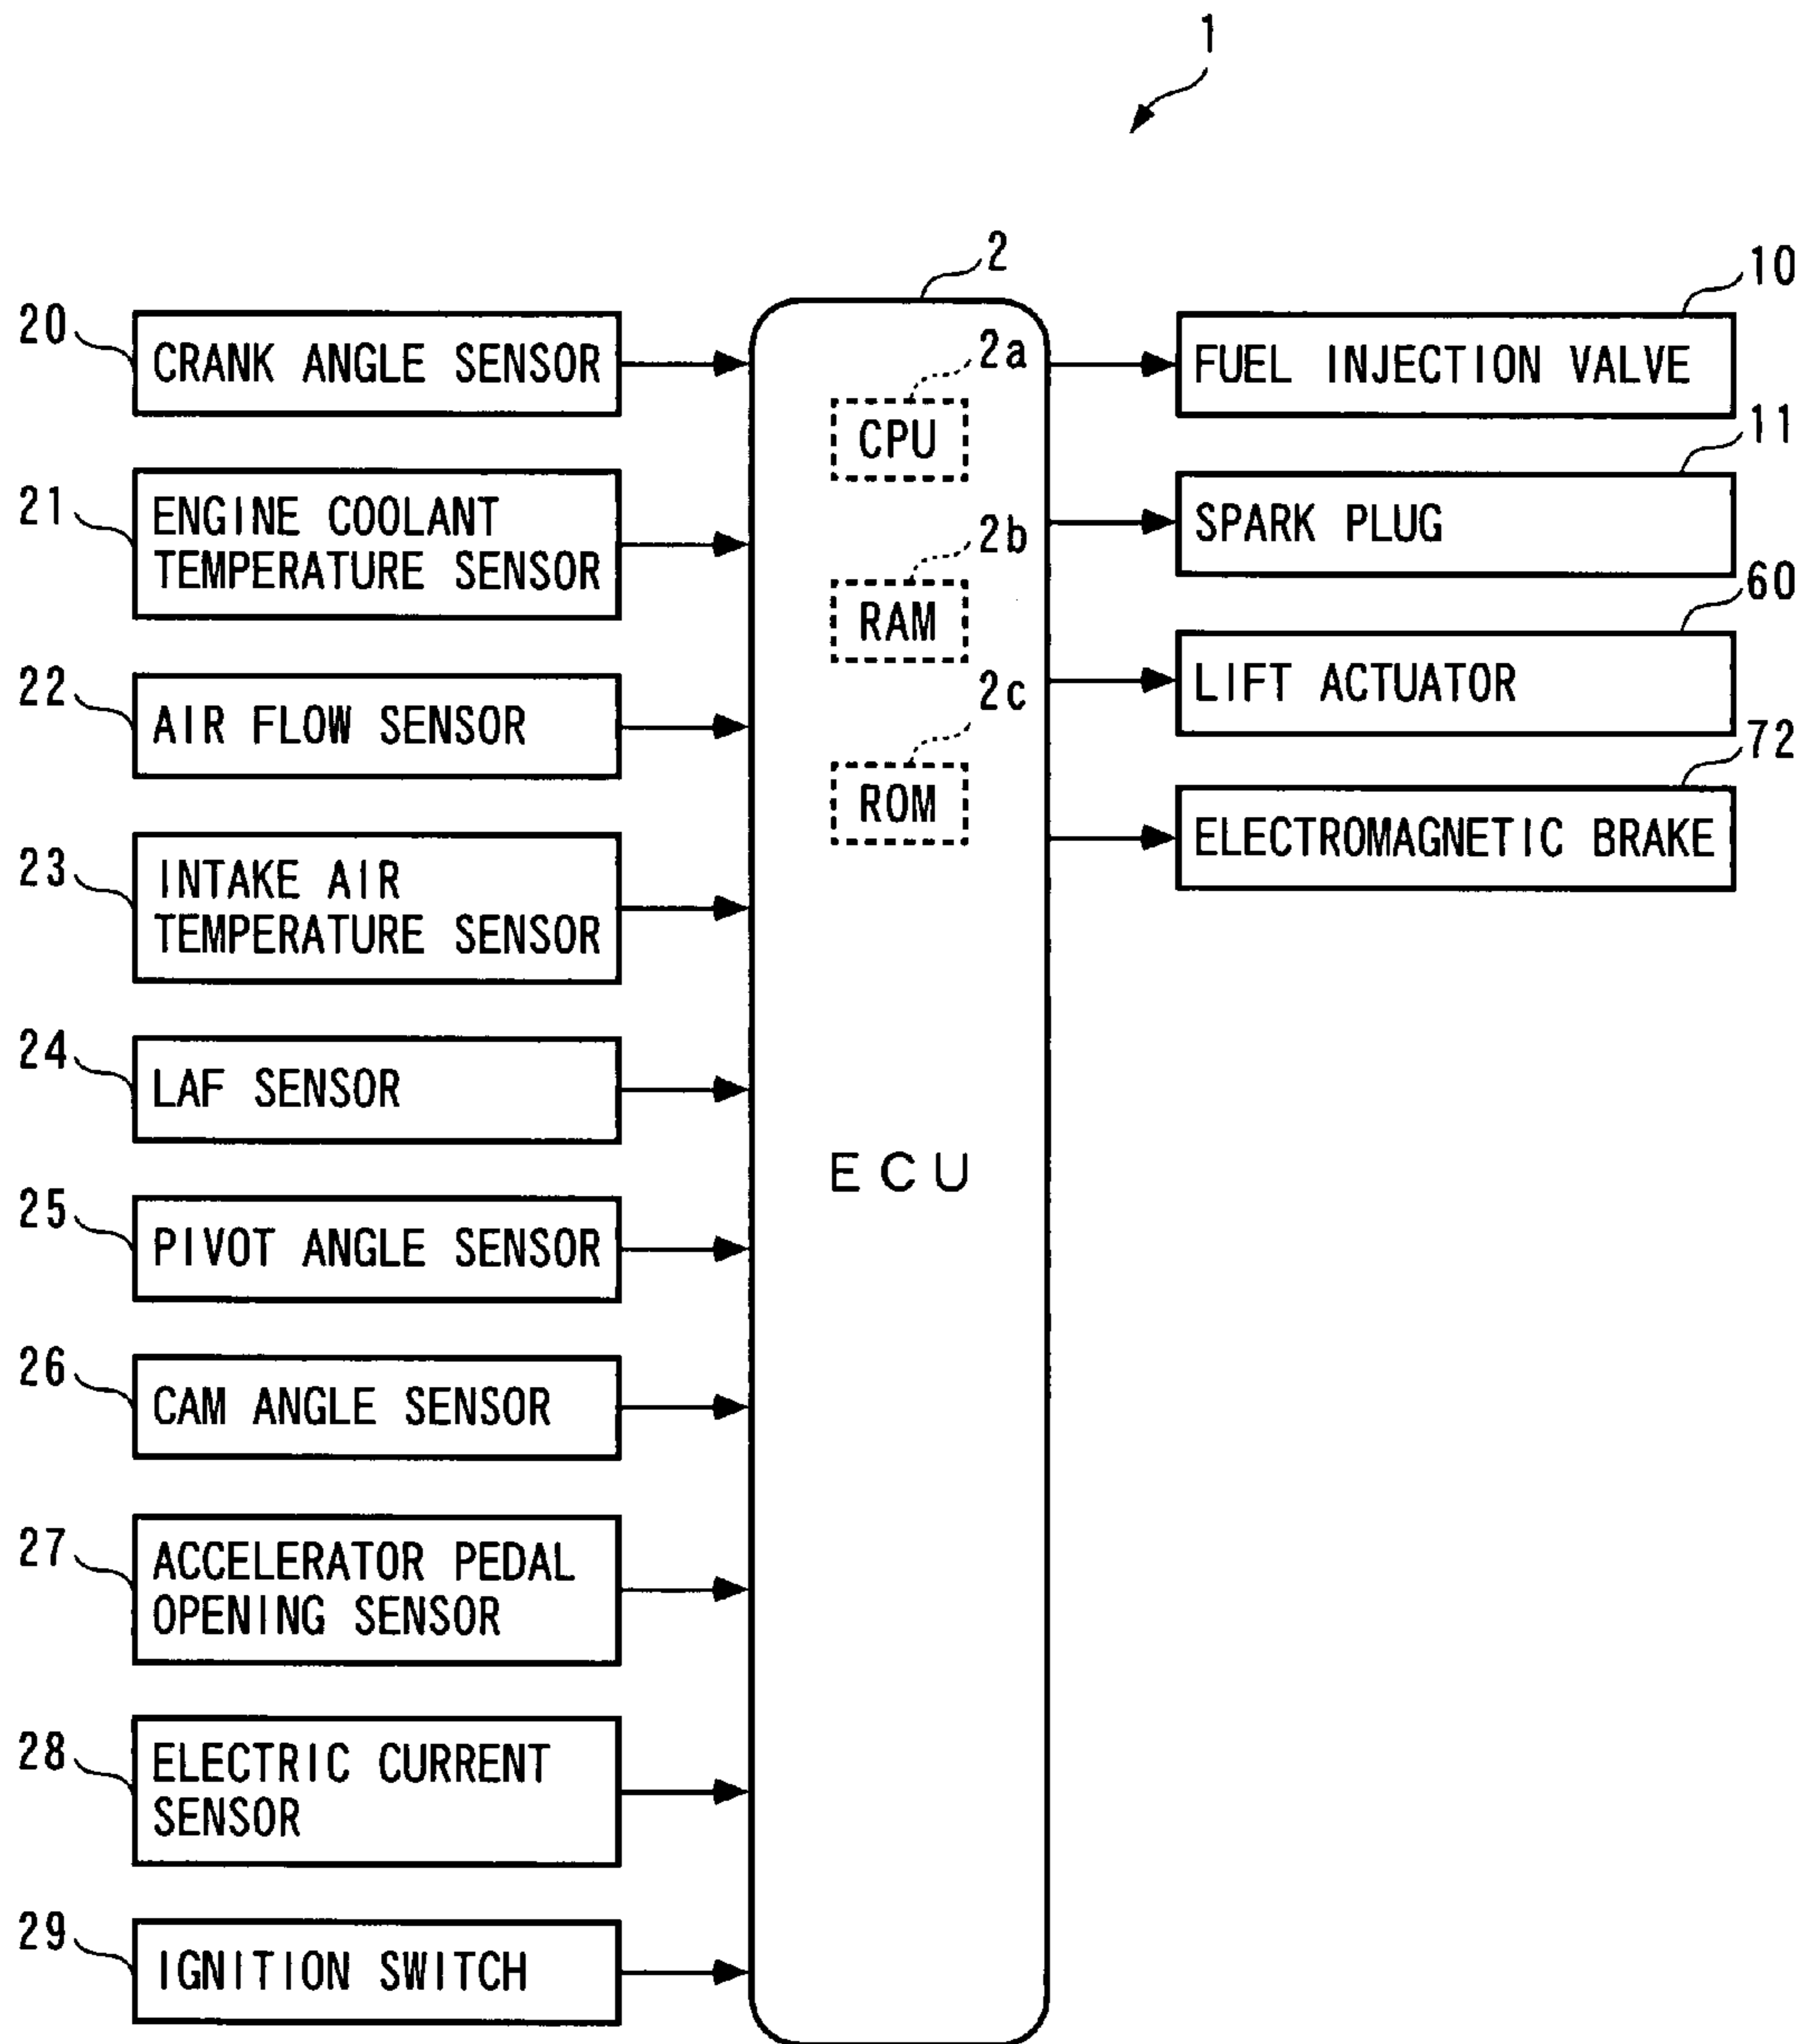 1
20
CRANK ANGLE SENSOR
21
ENGINE COOLANT
TEMPERATURE SENSOR
22
AIR FLOW SENSOR
23
INTAKE AIR
TEMPERATURE SENSOR
24
LAF SENSOR
25
PIVOT ANGLE SENSOR
26
CAM ANGLE SENSOR
27
ACCELERATOR PEDAL
OPENING SENSOR
28
ELECTRIC CURRENT
SENSOR
29
IGNITION SWITCH
2
2a
CPU
2b
RAM
2c
ROM
ECU
10
FUEL INJECTION VALVE
11
SPARK PLUG
60
LIFT ACTUATOR
72
ELECTROMAGNETIC BRAKE